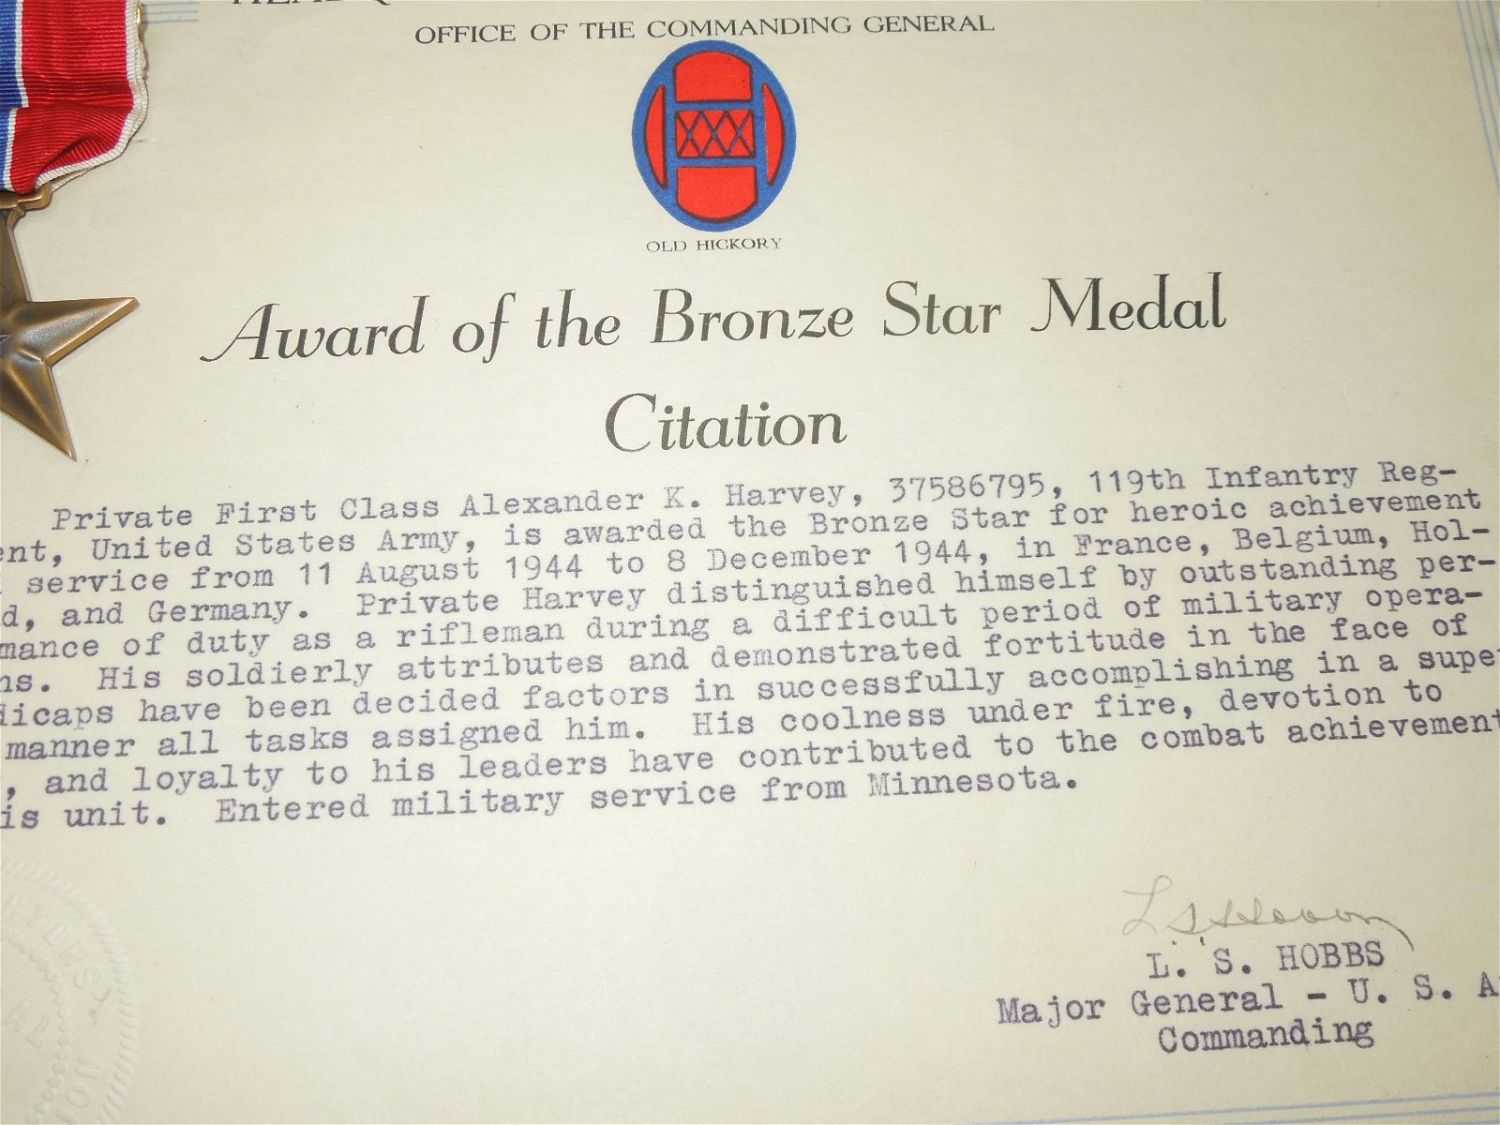 OFFICE OF THE COMMANDING GENERAL
OLD HICKORY
Award of the Bronze Star Medal
Citation
Private First Class Alexander K. Harvey, 37586795, 119th Infantry Reg-
ent, United States Army, is awarded the Bronze Star for heroic achievement
service from 11 August 1944 to 8 December 1944, in France, Belgium, Hol-
d, and Germany. Private Harvey distinguished himself by outstanding per-
mance of duty as a rifleman during a difficult period of military opera-
ns. His soldierly attributes and demonstrated fortitude in the face of
dicaps have been decided factors in successfully accomplishing in a supe
manner all tasks assigned him. His coolness under fire, devotion to
, and loyalty to his leaders have contributed to the combat achievement
is unit. Entered military service from Minnesota.
L. S. HOBBS
Major General - U. S. A
Commanding